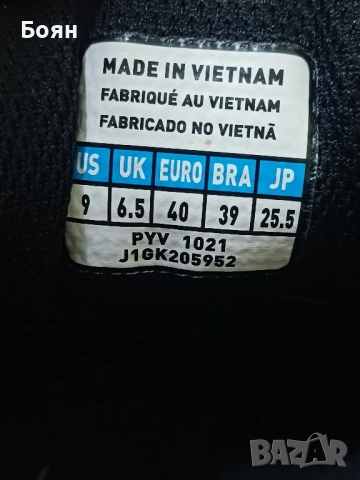 Боян
MADE IN VIETNAM
FABRIQUÉ AU VIETNAM
FABRICADO NO VIETNÃ
US UK EURO BRA JP
9 6.5 40 39 25.5
PYV 1021
J1GK205952
BAZAR